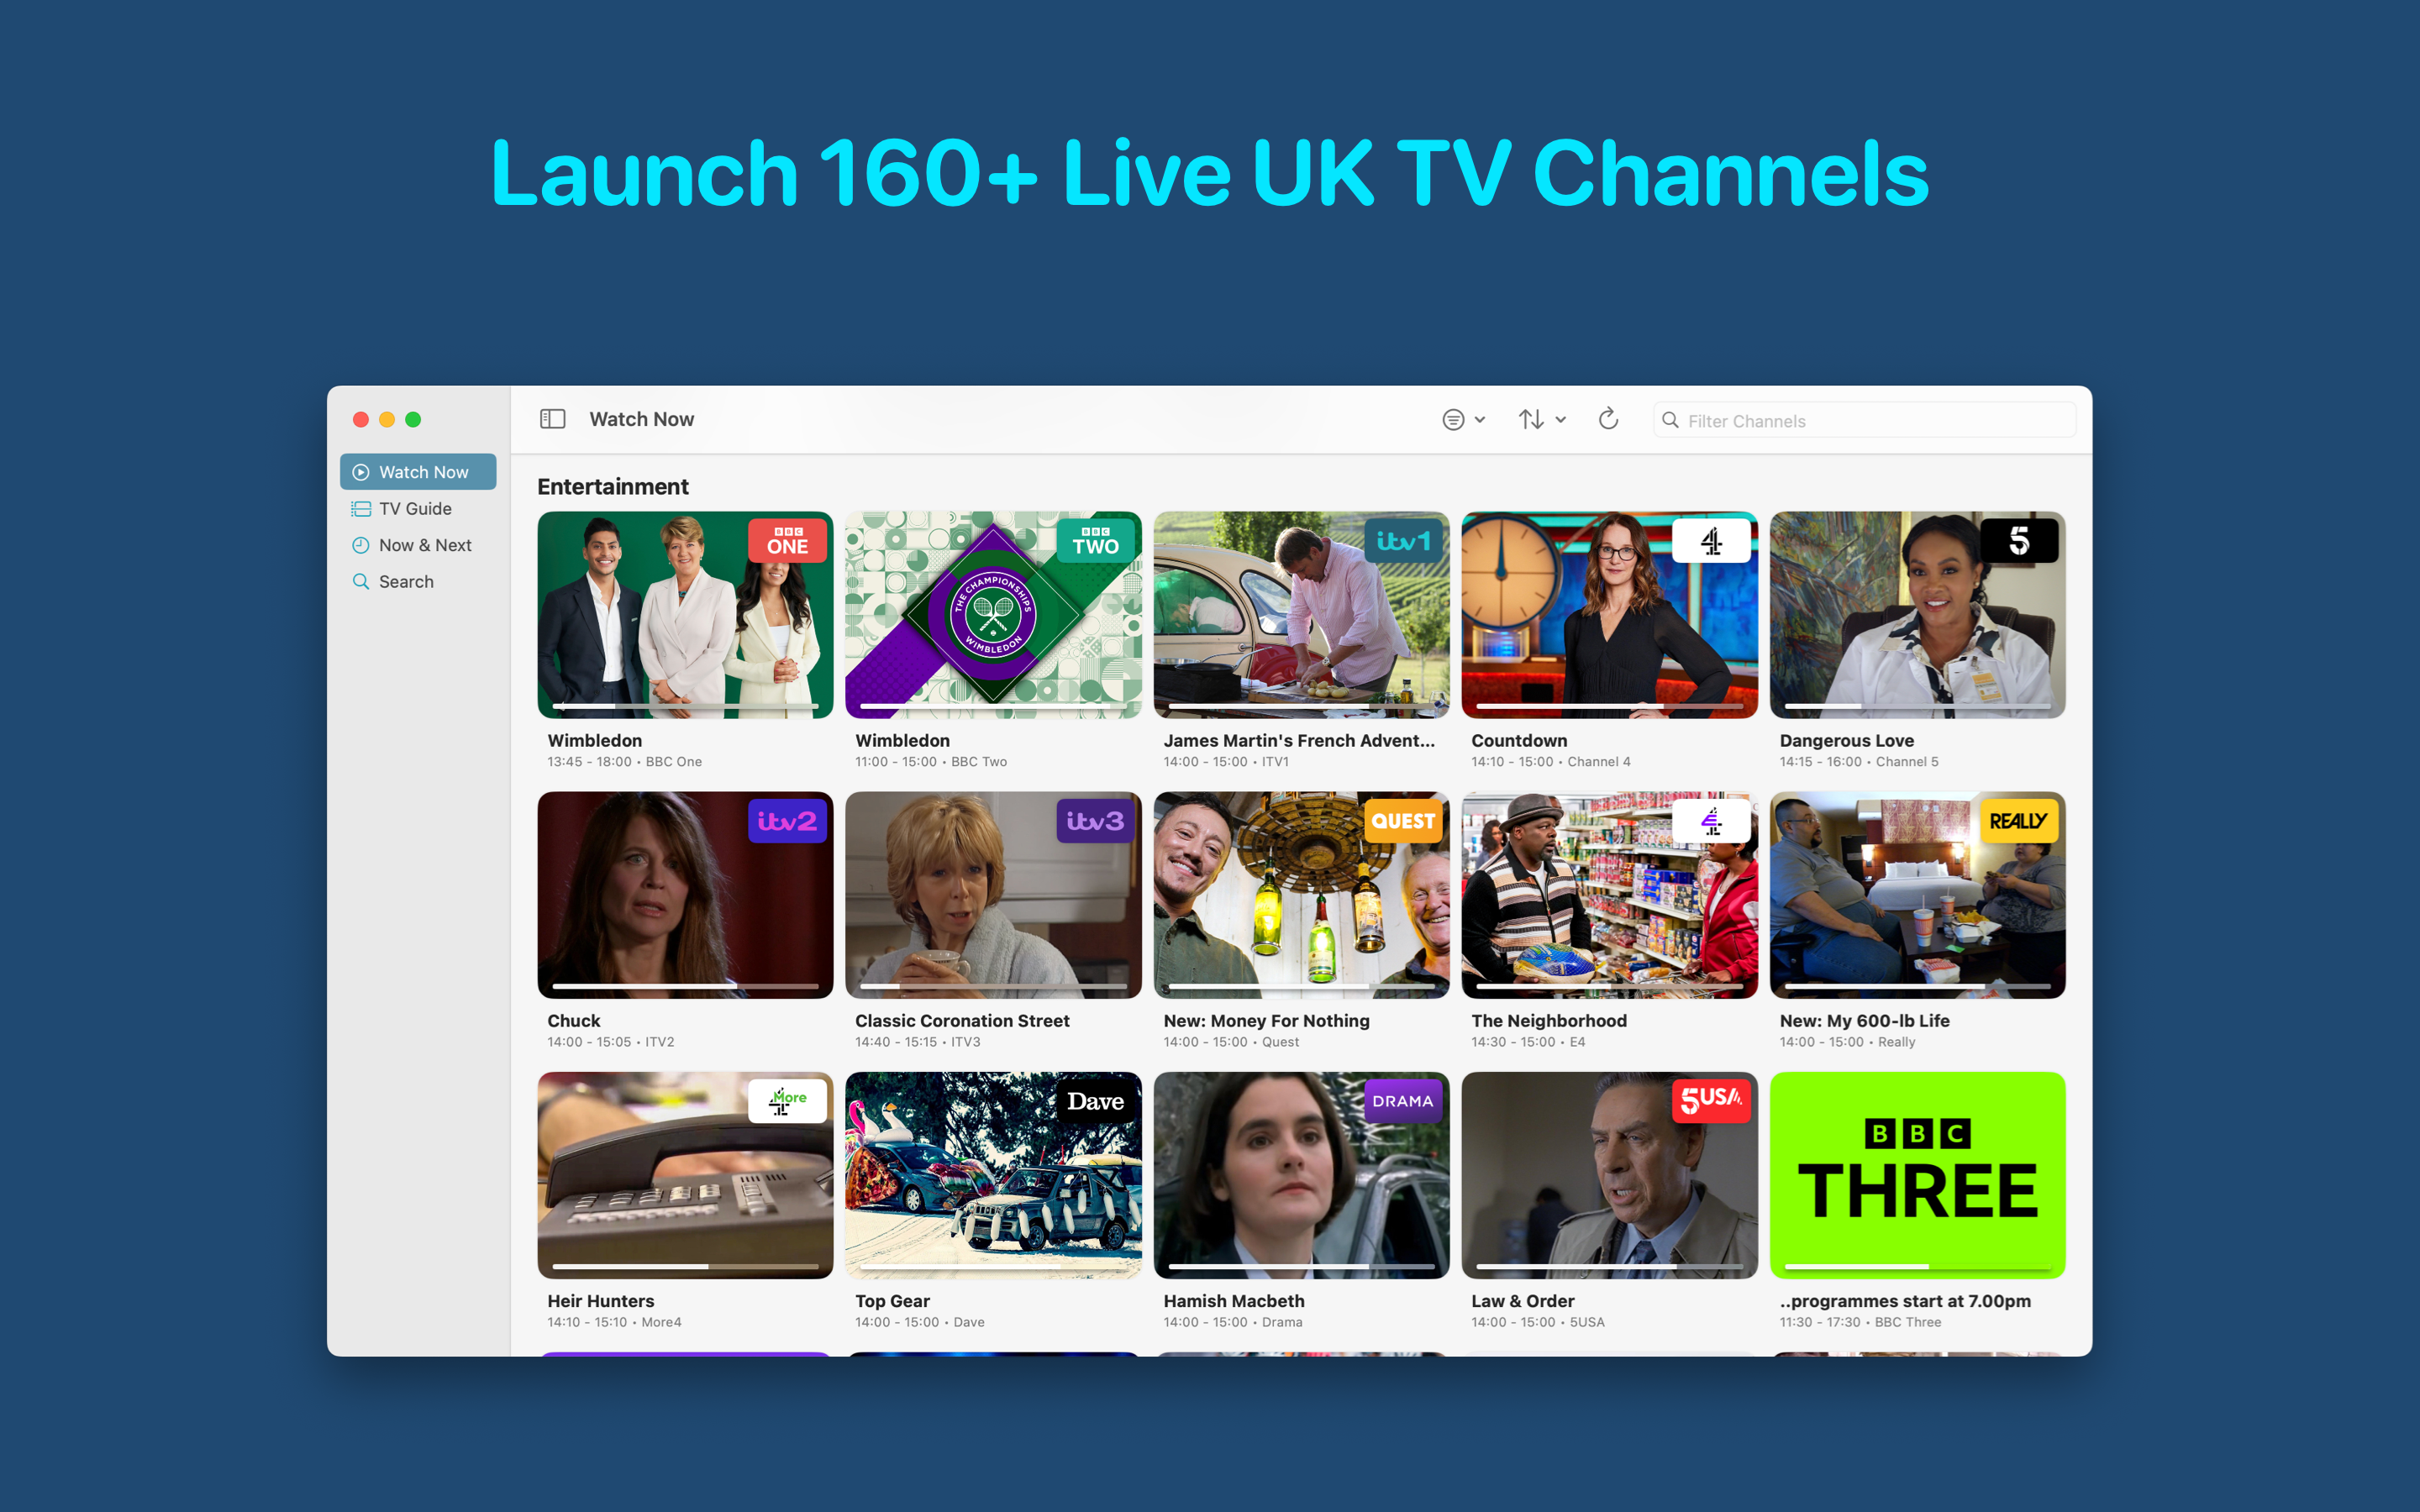 Launch 160+ Live UK TV Channels
Watch Now
Filter Channels
Watch Now
TV Guide
Now & Next
Search
Entertainment
BBC ONE
BBC TWO
THE CHAMPIONSHIPS
WIMBLEDON
itv1
4
5
Wimbledon
13:45 - 18:00 • BBC One
Wimbledon
11:00 - 15:00 • BBC Two
James Martin's French Advent...
14:00 - 15:00 • ITV1
Countdown
14:10 - 15:00 • Channel 4
Dangerous Love
14:15 - 16:00 • Channel 5
itv2
itv3
QUEST
4
REALLY
Chuck
14:00 - 15:05 • ITV2
Classic Coronation Street
14:40 - 15:15 • ITV3
New: Money For Nothing
14:00 - 15:00 • Quest
The Neighborhood
14:30 - 15:00 • E4
New: My 600-lb Life
14:00 - 15:00 • Really
More 4
Dave
DRAMA
5USA
BBC
THREE
Heir Hunters
14:10 - 15:10 • More4
Top Gear
14:00 - 15:00 • Dave
Hamish Macbeth
14:00 - 15:00 • Drama
Law & Order
14:00 - 15:00 • 5USA
..programmes start at 7.00pm
11:30 - 17:30 • BBC Three